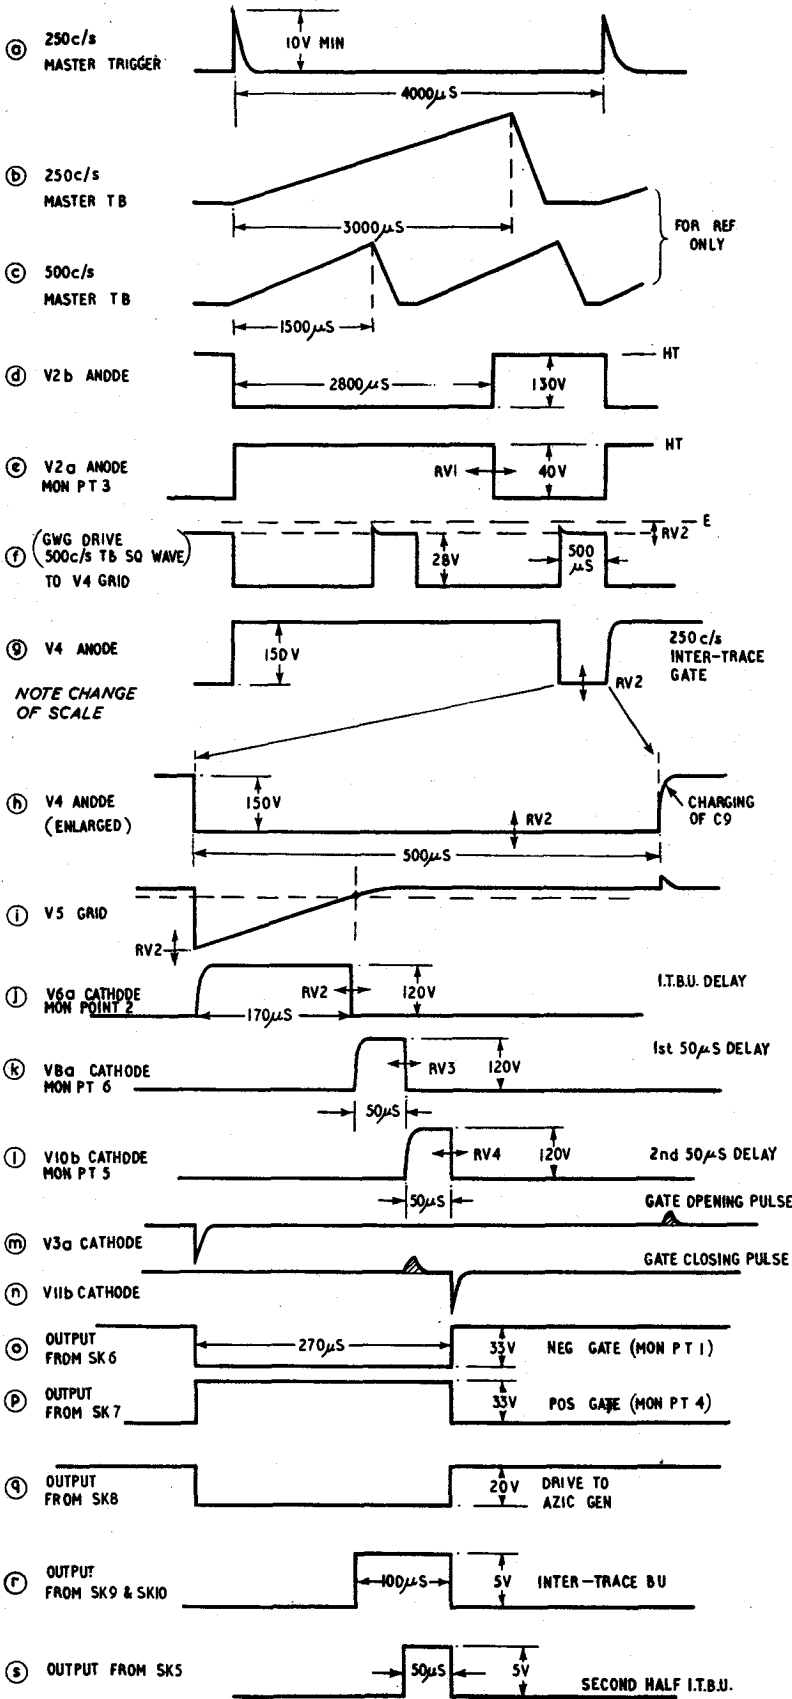 a 250c/s
MASTER TRIGGER
10V MIN
4000μS
b 250c/s
MASTER TB
3000μS
FOR REF
ONLY
c 500c/s
MASTER TB
1500μS
d V2b ANODE
2800μS
130V
HT
e V2a ANODE
MON PT3
RV1
40V
HT
f (GWG DRIVE
500c/s TB SQ WAVE)
TO V4 GRID
28V
500
μS
E
RV2
g V4 ANODE
150V
RV2
250c/s
INTER-TRACE
GATE
NOTE CHANGE
OF SCALE
h V4 ANODE
(ENLARGED)
150V
RV2
CHARGING
OF C9
500μS
i V5 GRID
RV2
j V6a CATHODE
MON POINT 2
170μS
RV2
120V
I.T.B.U. DELAY
k V8a CATHODE
MON PT 6
RV3
120V
1st 50μS DELAY
50μS
l V10b CATHODE
MON PT 5
RV4
120V
2nd 50μS DELAY
50μS
GATE OPENING PULSE
m V3a CATHODE
GATE CLOSING PULSE
n V11b CATHODE
o OUTPUT
FROM SK6
270μS
33V
NEG GATE (MON PT 1)
p OUTPUT
FROM SK7
33V
POS GATE (MON PT 4)
q OUTPUT
FROM SK8
20V
DRIVE TO
AZIC GEN
r OUTPUT
FROM SK9 & SK10
100μS
5V
INTER-TRACE BU
s OUTPUT FROM SK5
50μS
5V
SECOND HALF I.T.B.U.